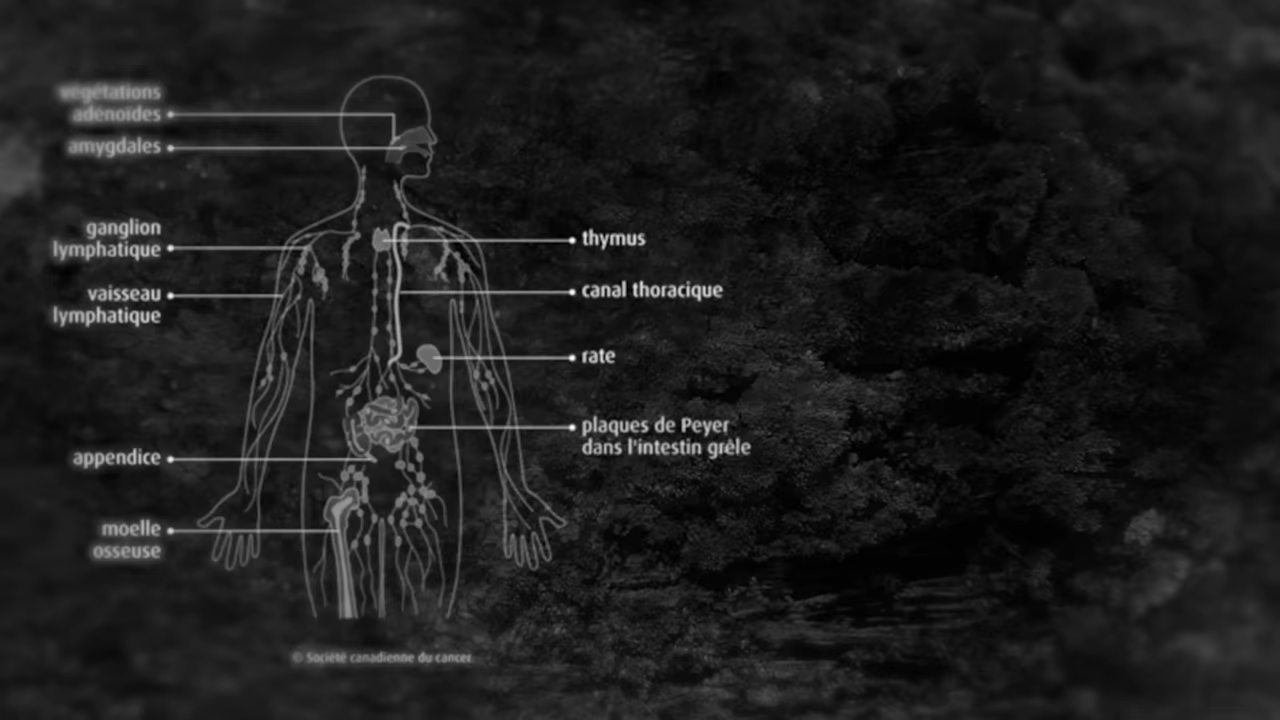 végétations
adénoïdes
amygdales
ganglion
lymphatique
vaisseau
lymphatique
appendice
moelle
osseuse
thymus
canal thoracique
rate
plaques de Peyer
dans l'intestin grêle
© Société canadienne du cancer